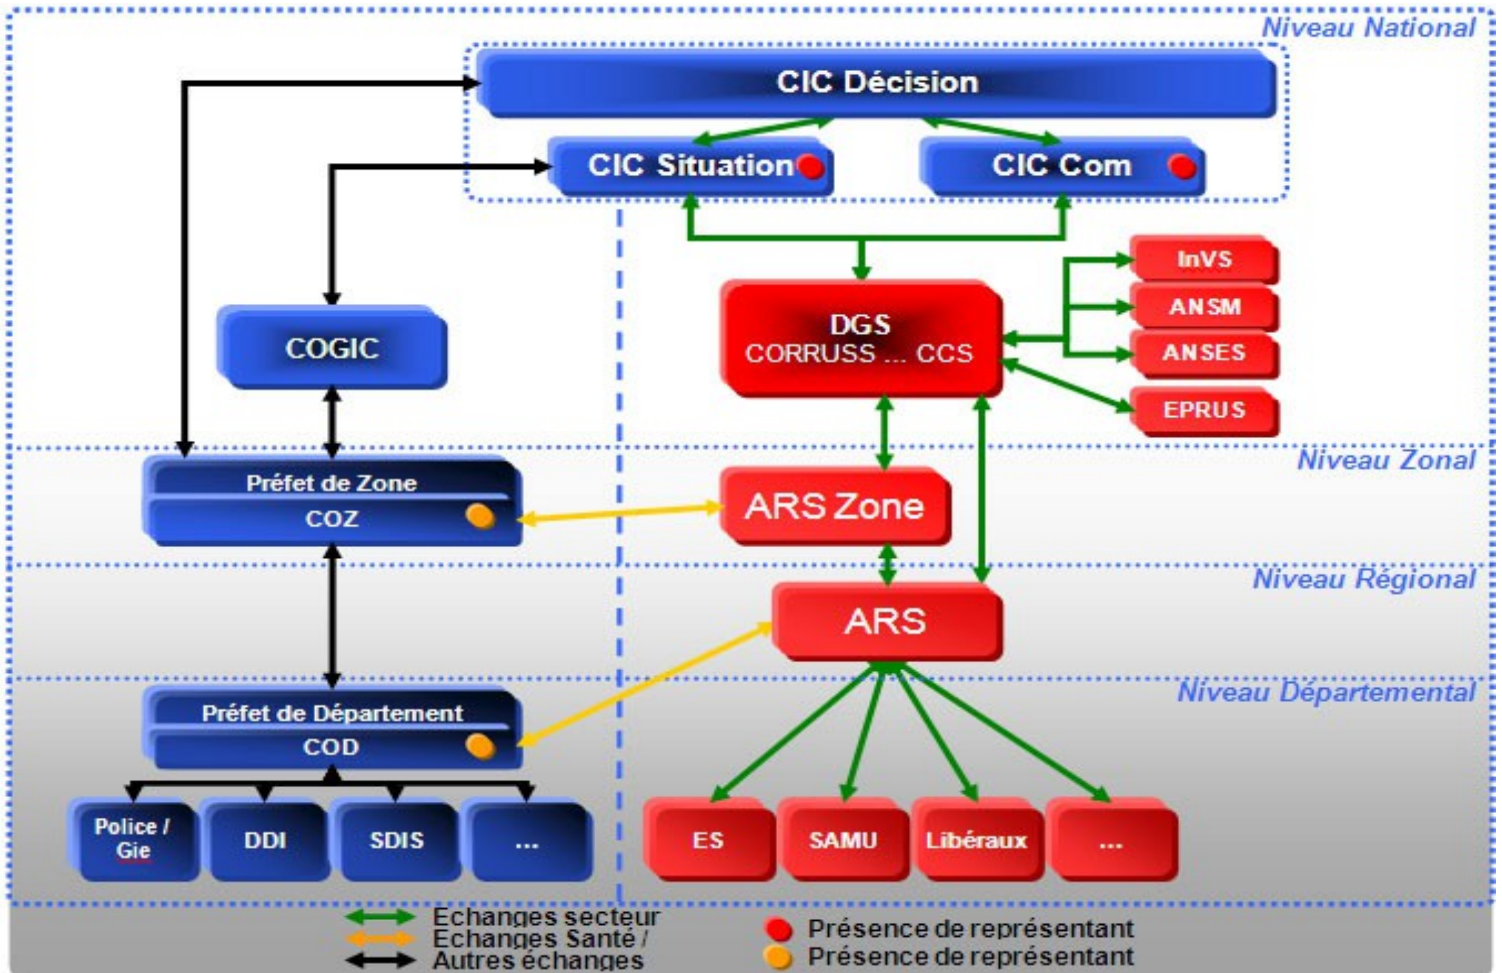 Niveau National
CIC Décision
CIC Situation
CIC Com
InVS
ANSM
ANSES
EPRUS
DGS
CORRUSS ... CCS
COGIC
Niveau Zonal
Préfet de Zone
COZ
ARS Zone
Niveau Régional
ARS
Niveau Départemental
Préfet de Département
COD
Police /
Gie
DDI
SDIS
...
ES
SAMU
Libéraux
...
Echanges secteur
Echanges Santé /
Autres échanges
Présence de représentant
Présence de représentant